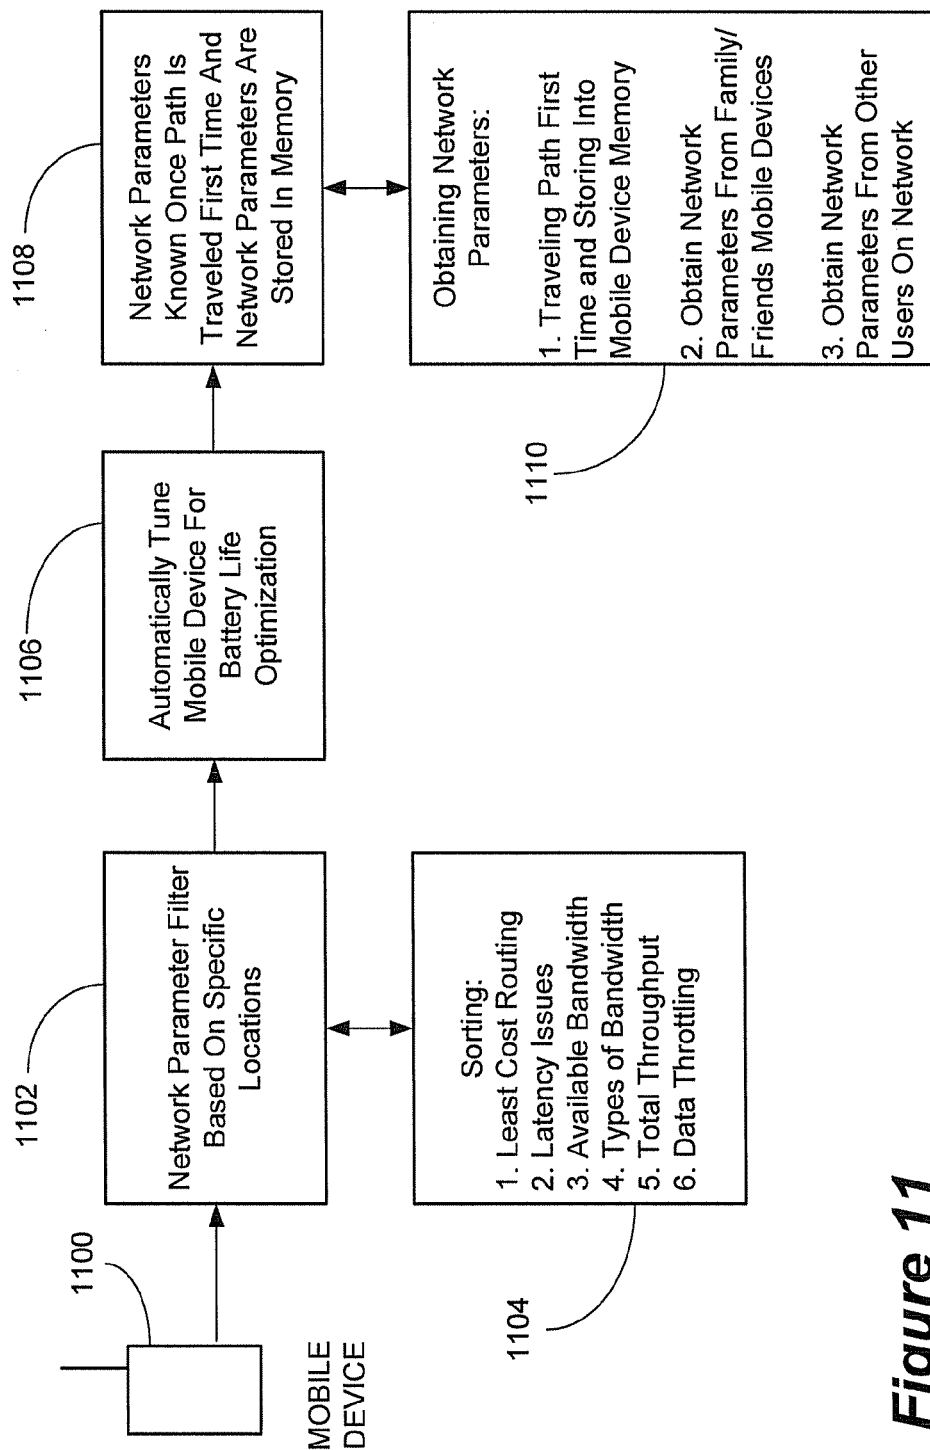 1100
MOBILE
DEVICE
1102
Network Parameter Filter
Based On Specific
Locations
1104
Sorting:
1. Least Cost Routing
2. Latency Issues
3. Available Bandwidth
4. Types of Bandwidth
5. Total Throughput
6. Data Throttling
1106
Automatically Tune
Mobile Device For
Battery Life
Optimization
1108
Network Parameters
Known Once Path Is
Traveled First Time And
Network Parameters Are
Stored In Memory
1110
Obtaining Network
Parameters:
1. Traveling Path First
Time and Storing Into
Mobile Device Memory
2. Obtain Network
Parameters From Family/
Friends Mobile Devices
3. Obtain Network
Parameters From Other
Users On Network
Figure 11